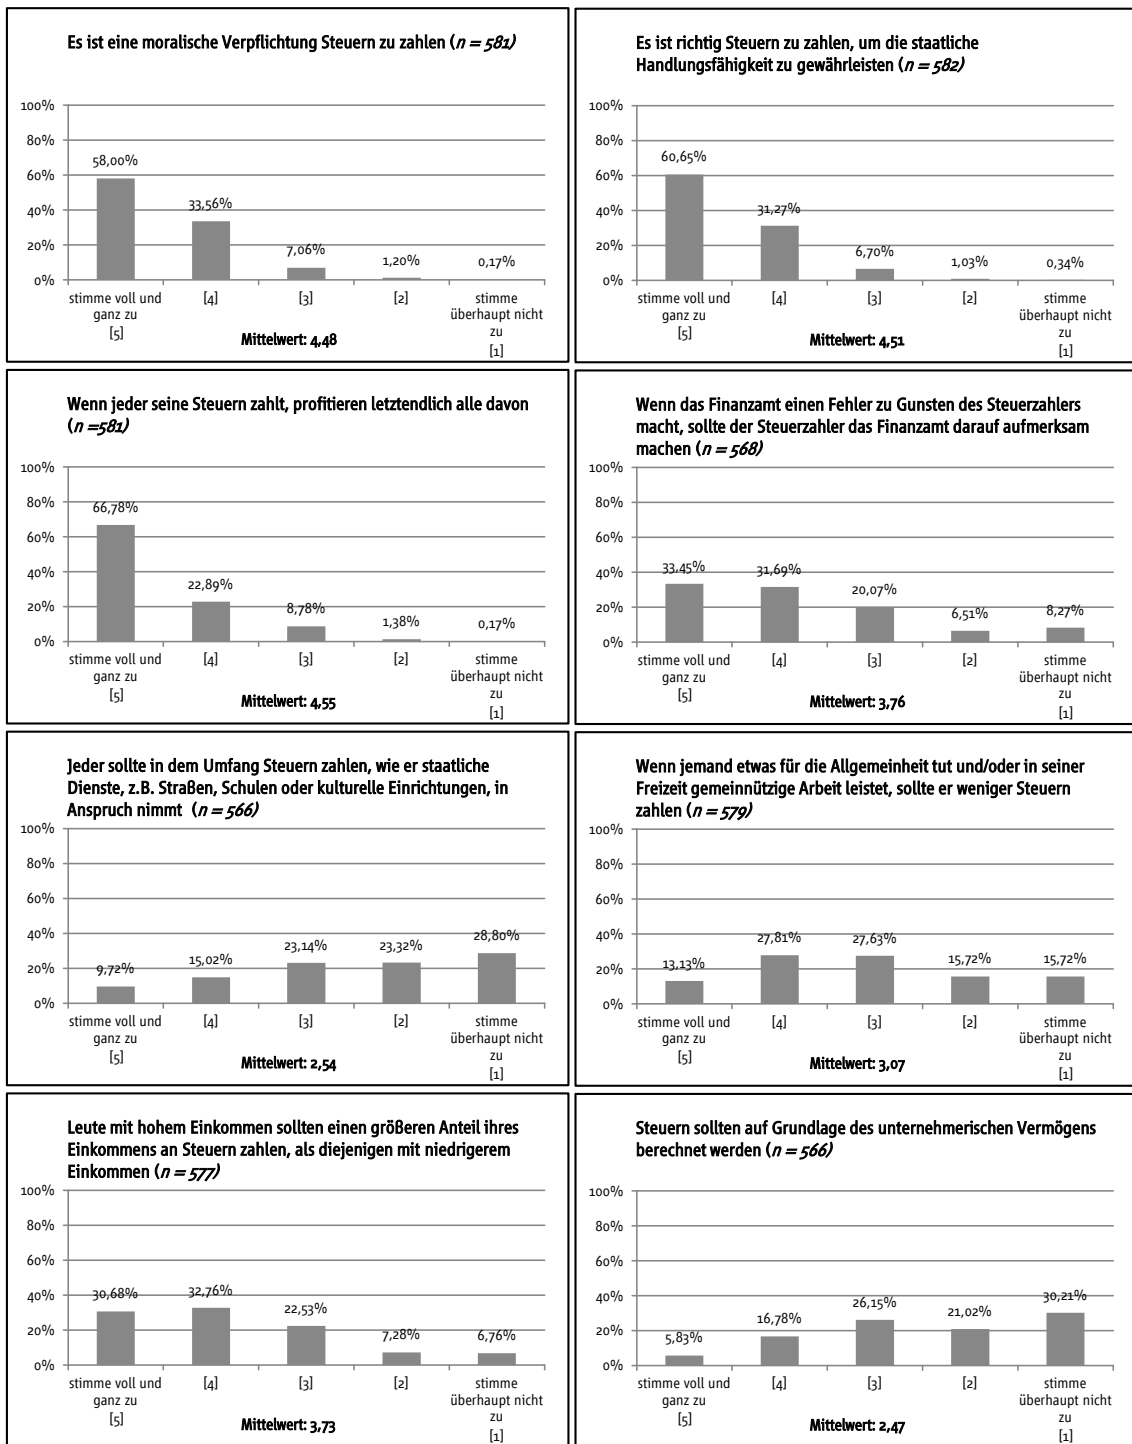 Es ist eine moralische Verpflichtung Steuern zu zahlen (n = 581)
100%
80%
60%
40%
20%
0%
58,00%
33,56%
7,06%
1,20%
0,17%
stimme voll und
ganz zu
[5]
[4]
[3]
[2]
stimme
überhaupt nicht
zu
[1]
Mittelwert: 4,48
Es ist richtig Steuern zu zahlen, um die staatliche
Handlungsfähigkeit zu gewährleisten (n = 582)
100%
80%
60%
40%
20%
0%
60,65%
31,27%
6,70%
1,03%
0,34%
stimme voll und
ganz zu
[5]
[4]
[3]
[2]
stimme
überhaupt nicht
zu
[1]
Mittelwert: 4,51
Wenn jeder seine Steuern zahlt, profitieren letztendlich alle davon
(n =581)
100%
80%
60%
40%
20%
0%
66,78%
22,89%
8,78%
1,38%
0,17%
stimme voll und
ganz zu
[5]
[4]
[3]
[2]
stimme
überhaupt nicht
zu
[1]
Mittelwert: 4,55
Wenn das Finanzamt einen Fehler zu Gunsten des Steuerzahlers
macht, sollte der Steuerzahler das Finanzamt darauf aufmerksam
machen (n = 568)
100%
80%
60%
40%
20%
0%
33,45%
31,69%
20,07%
6,51%
8,27%
stimme voll und
ganz zu
[5]
[4]
[3]
[2]
stimme
überhaupt nicht
zu
[1]
Mittelwert: 3,76
Jeder sollte in dem Umfang Steuern zahlen, wie er staatliche
Dienste, z.B. Straßen, Schulen oder kulturelle Einrichtungen, in
Anspruch nimmt (n = 566)
100%
80%
60%
40%
20%
0%
9,72%
15,02%
23,14%
23,32%
28,80%
stimme voll und
ganz zu
[5]
[4]
[3]
[2]
stimme
überhaupt nicht
zu
[1]
Mittelwert: 2,54
Wenn jemand etwas für die Allgemeinheit tut und/oder in seiner
Freizeit gemeinnützige Arbeit leistet, sollte er weniger Steuern
zahlen (n = 579)
100%
80%
60%
40%
20%
0%
13,13%
27,81%
27,63%
15,72%
15,72%
stimme voll und
ganz zu
[5]
[4]
[3]
[2]
stimme
überhaupt nicht
zu
[1]
Mittelwert: 3,07
Leute mit hohem Einkommen sollten einen größeren Anteil ihres
Einkommens an Steuern zahlen, als diejenigen mit niedrigerem
Einkommen (n = 577)
100%
80%
60%
40%
20%
0%
30,68%
32,76%
22,53%
7,28%
6,76%
stimme voll und
ganz zu
[5]
[4]
[3]
[2]
stimme
überhaupt nicht
zu
[1]
Mittelwert: 3,73
Steuern sollten auf Grundlage des unternehmerischen Vermögens
berechnet werden (n = 566)
100%
80%
60%
40%
20%
0%
5,83%
16,78%
26,15%
21,02%
30,21%
stimme voll und
ganz zu
[5]
[4]
[3]
[2]
stimme
überhaupt nicht
zu
[1]
Mittelwert: 2,47